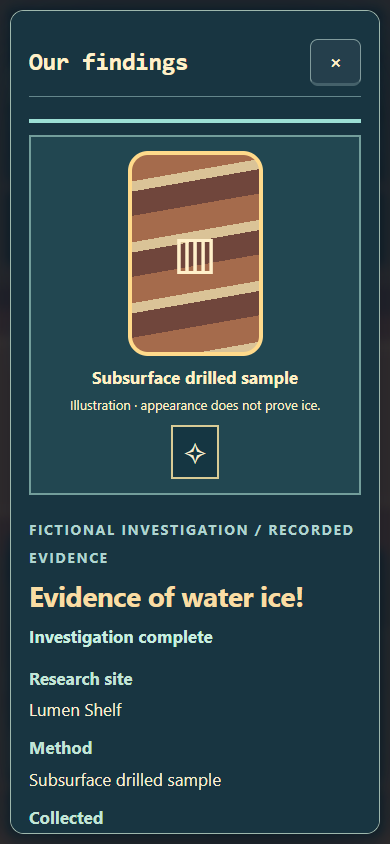 Our findings
×
Subsurface drilled sample
Illustration · appearance does not prove ice.
FICTIONAL INVESTIGATION / RECORDED
EVIDENCE
Evidence of water ice!
Investigation complete
Research site
Lumen Shelf
Method
Subsurface drilled sample
Collected